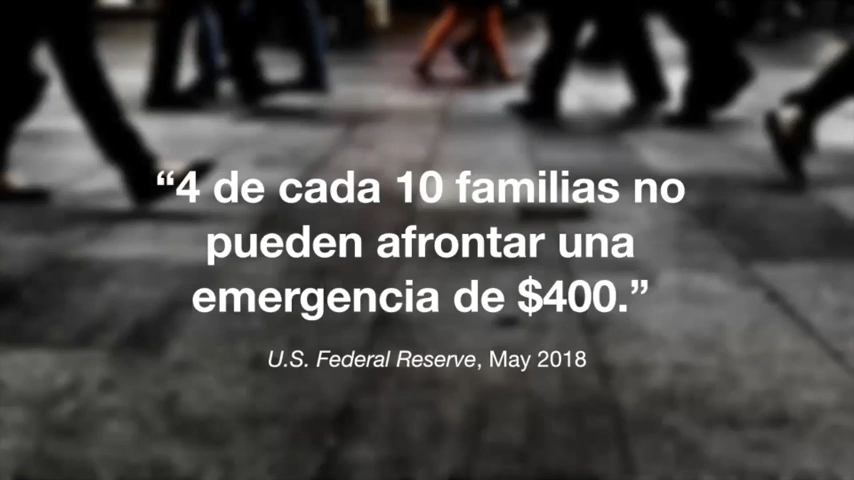 “4 de cada 10 familias no
pueden afrontar una
emergencia de $400.”
U.S. Federal Reserve, May 2018